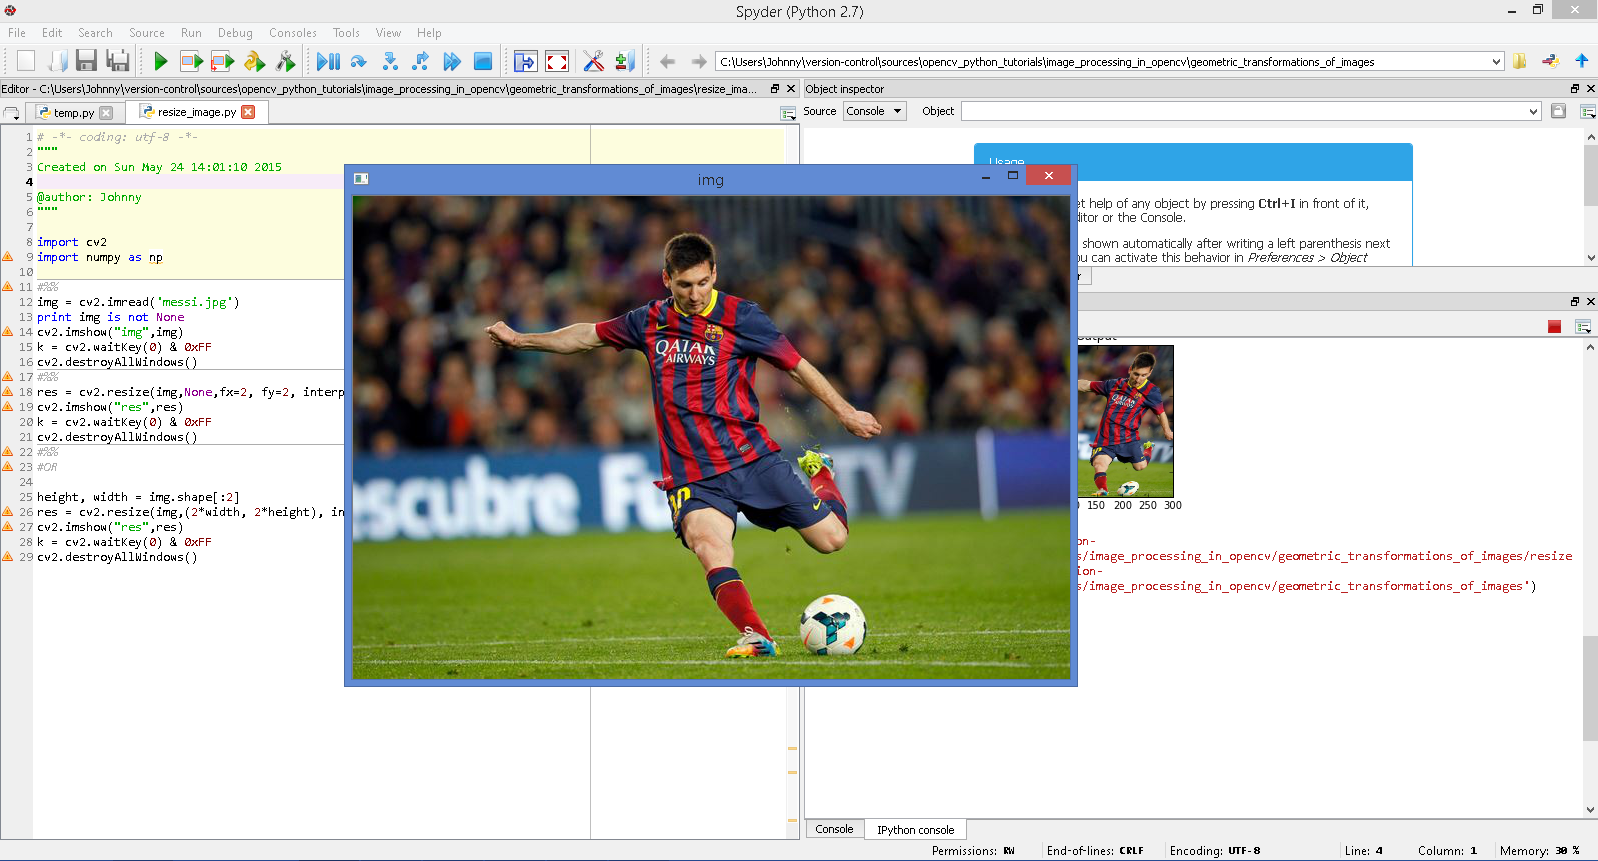 Spyder (Python 2.7)
File Edit Search Source Run Debug Consoles Tools View Help
C:\Users\Johnny\version-control\sources\opencv_python_tutorials\image_processing_in_opencv\geometric_transformations_of_images
Editor - C:\Users\Johnny\version-control\sources\opencv_python_tutorials\image_processing_in_opencv\geometric_transformations_of_images\resize_ima...
temp.py resize_image.py
1 # -*- coding: utf-8 -*-
2 """
3 Created on Sun May 24 14:01:10 2015
4
5 @author: Johnny
6 """
7
8 import cv2
9 import numpy as np
10
11 #%%
12 img = cv2.imread('messi.jpg')
13 print img is not None
14 cv2.imshow("img",img)
15 k = cv2.waitKey(0) & 0xFF
16 cv2.destroyAllWindows()
17 #%%
18 res = cv2.resize(img,None,fx=2, fy=2, interp
19 cv2.imshow("res",res)
20 k = cv2.waitKey(0) & 0xFF
21 cv2.destroyAllWindows()
22 #%%
23 #OR
24
25 height, width = img.shape[:2]
26 res = cv2.resize(img,(2*width, 2*height), in
27 cv2.imshow("res",res)
28 k = cv2.waitKey(0) & 0xFF
29 cv2.destroyAllWindows()
img
QATAR
AIRWAYS
escubre Fu
TV
10
Object inspector
Source Console Object
Usage
et help of any object by pressing Ctrl+I in front of it,
ditor or the Console.
shown automatically after writing a left parenthesis next
ou can activate this behavior in Preferences > Object
r
Output
150 200 250 300
on-
s/image_processing_in_opencv/geometric_transformations_of_images/resize
ion-
s/image_processing_in_opencv/geometric_transformations_of_images')
Console IPython console
Permissions: RW End-of-lines: CRLF Encoding: UTF-8 Line: 4 Column: 1 Memory: 30 %